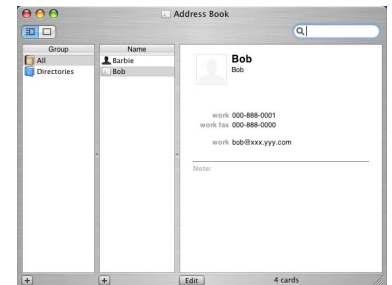 Address Book
Group
Name
All
Directories
Barbie
Bob
Bob
Bob
work 000-888-0001
work fax 000-888-0000
work bob@xxx.yyy.com
Note:
Edit
4 cards